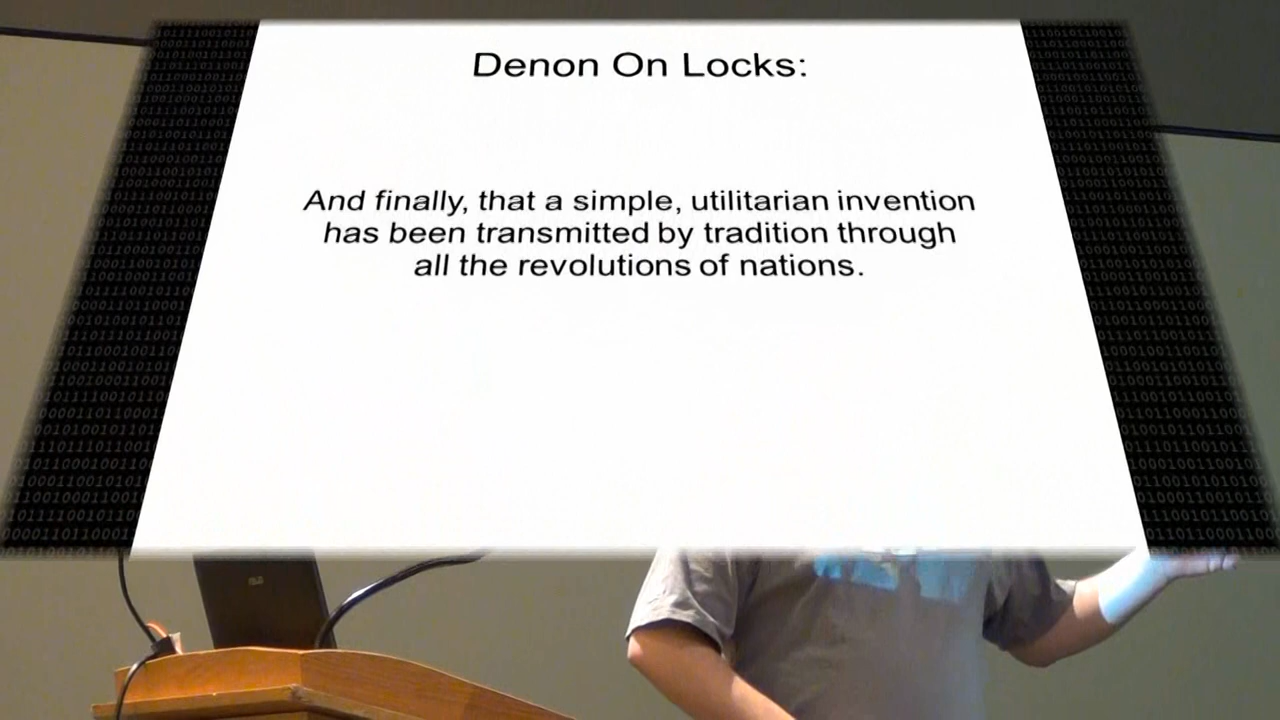 Denon On Locks:
And finally, that a simple, utilitarian invention
has been transmitted by tradition through
all the revolutions of nations.